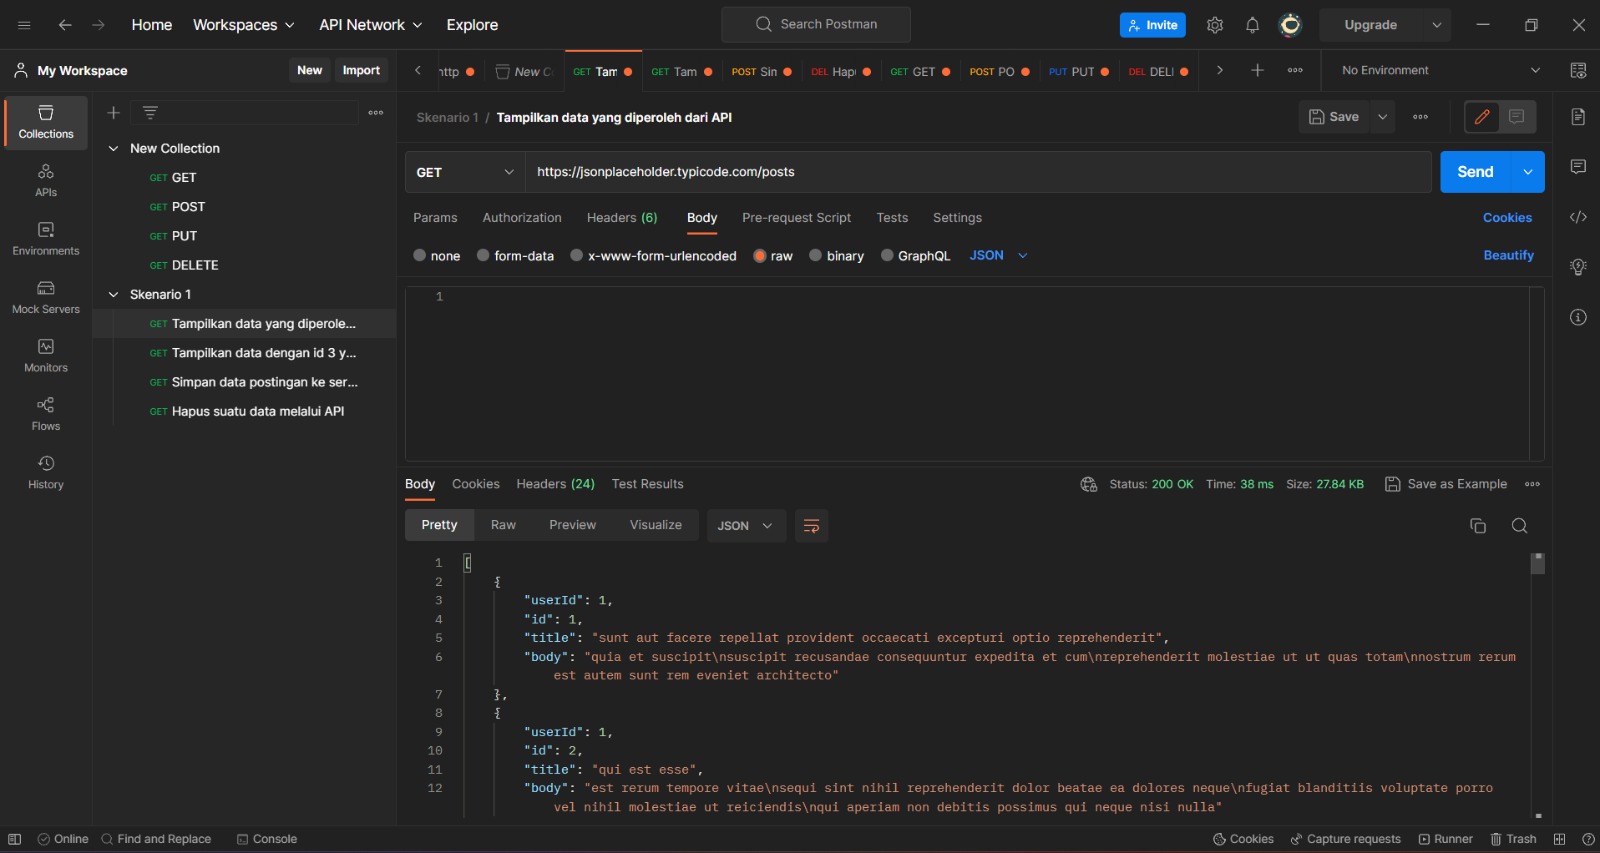 Home Workspaces API Network Explore Search Postman Invite Upgrade
My Workspace New Import
New GET Tam GET Tam POST Sin DEL Hap GET GET POST PO PUT PUT DEL No Environment
Collections
APIs
Environments
Mock Servers
Monitors
Flows
History
New Collection
GET GET
GET POST
GET PUT
GET DELETE
Skenario 1
GET Tampilkan data yang diperole...
GET Tampilkan data dengan id 3 y...
GET Simpan data postingan ke ser...
GET Hapus suatu data melalui API
Skenario 1 / Tampilkan data yang diperoleh dari API Save
GET https://jsonplaceholder.typicode.com/posts Send
Params Authorization Headers (6) Body Pre-request Script Tests Settings Cookies
none form-data x-www-form-urlencoded raw binary GraphQL JSON Beautify
1
Body Cookies Headers (24) Test Results Status: 200 OK Time: 38 ms Size: 27.84 KB Save as Example
Pretty Raw Preview Visualize JSON
1 [
2 {
3 "userId": 1,
4 "id": 1,
5 "title": "sunt aut facere repellat provident occaecati excepturi optio reprehenderit",
6 "body": "quia et suscipit\nsuscipit recusandae consequuntur expedita et cum\nreprehenderit molestiae ut ut quas totam\nnostrum rerum
est autem sunt rem eveniet architecto"
7 },
8 {
9 "userId": 1,
10 "id": 2,
11 "title": "qui est esse",
12 "body": "est rerum tempore vitae\nsequi sint nihil reprehenderit dolor beatae ea dolores neque\nfugiat blanditiis voluptate porro
vel nihil molestiae ut reiciendis\nqui aperiam non debitis possimus qui neque nisi nulla"
Online Find and Replace Console Cookies Capture requests Runner Trash